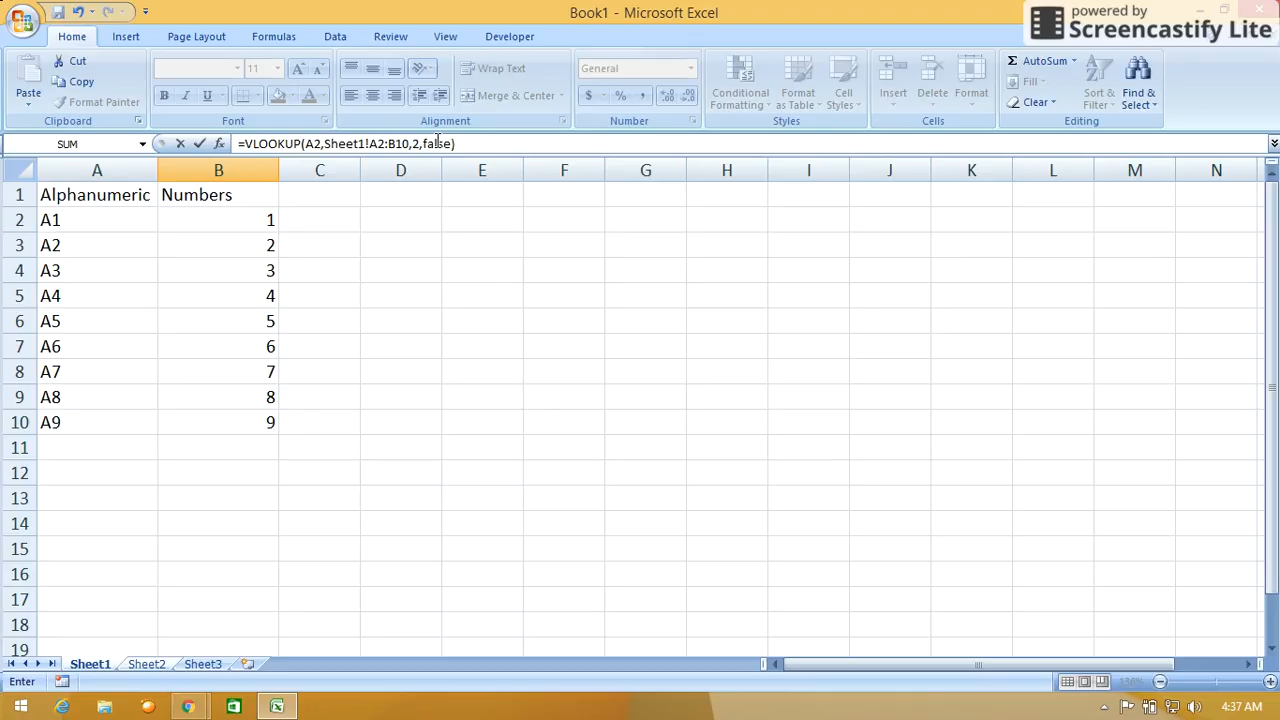 Book1 - Microsoft Excel
powered by
Screencastify Lite
Home Insert Page Layout Formulas Data Review View Developer
Paste Cut Copy Format Painter
11
Wrap Text
Merge & Center
General
$ % ,
Conditional Formatting
Format as Table
Cell Styles
Insert Delete Format
Σ AutoSum
Fill
Clear
Sort & Filter
Find & Select
Clipboard Font Alignment Number Styles Cells Editing
SUM fx =VLOOKUP(A2,Sheet1!A2:B10,2,false)
A B C D E F G H I J K L M N
1 Alphanumeric Numbers
2 A1 1
3 A2 2
4 A3 3
5 A4 4
6 A5 5
7 A6 6
8 A7 7
9 A8 8
10 A9 9
11
12
13
14
15
16
17
18
19
Sheet1 Sheet2 Sheet3
Enter 136%
4:37 AM